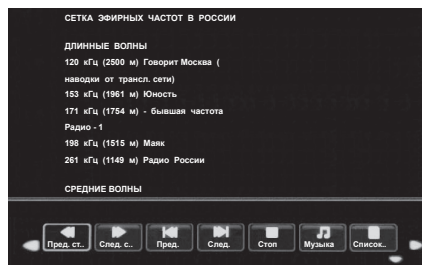 СЕТКА ЭФИРНЫХ ЧАСТОТ В РОССИИ
ДЛИННЫЕ ВОЛНЫ
120 кГц (2500 м) Говорит Москва (
наводки от трансл. сети)
153 кГц (1961 м) Юность
171 кГц (1754 м) - бывшая частота
Радио - 1
198 кГц (1515 м) Маяк
261 кГц (1149 м) Радио России
СРЕДНИЕ ВОЛНЫ
Пред. ст.. След. с.. Пред. След. Стоп Музыка Список..